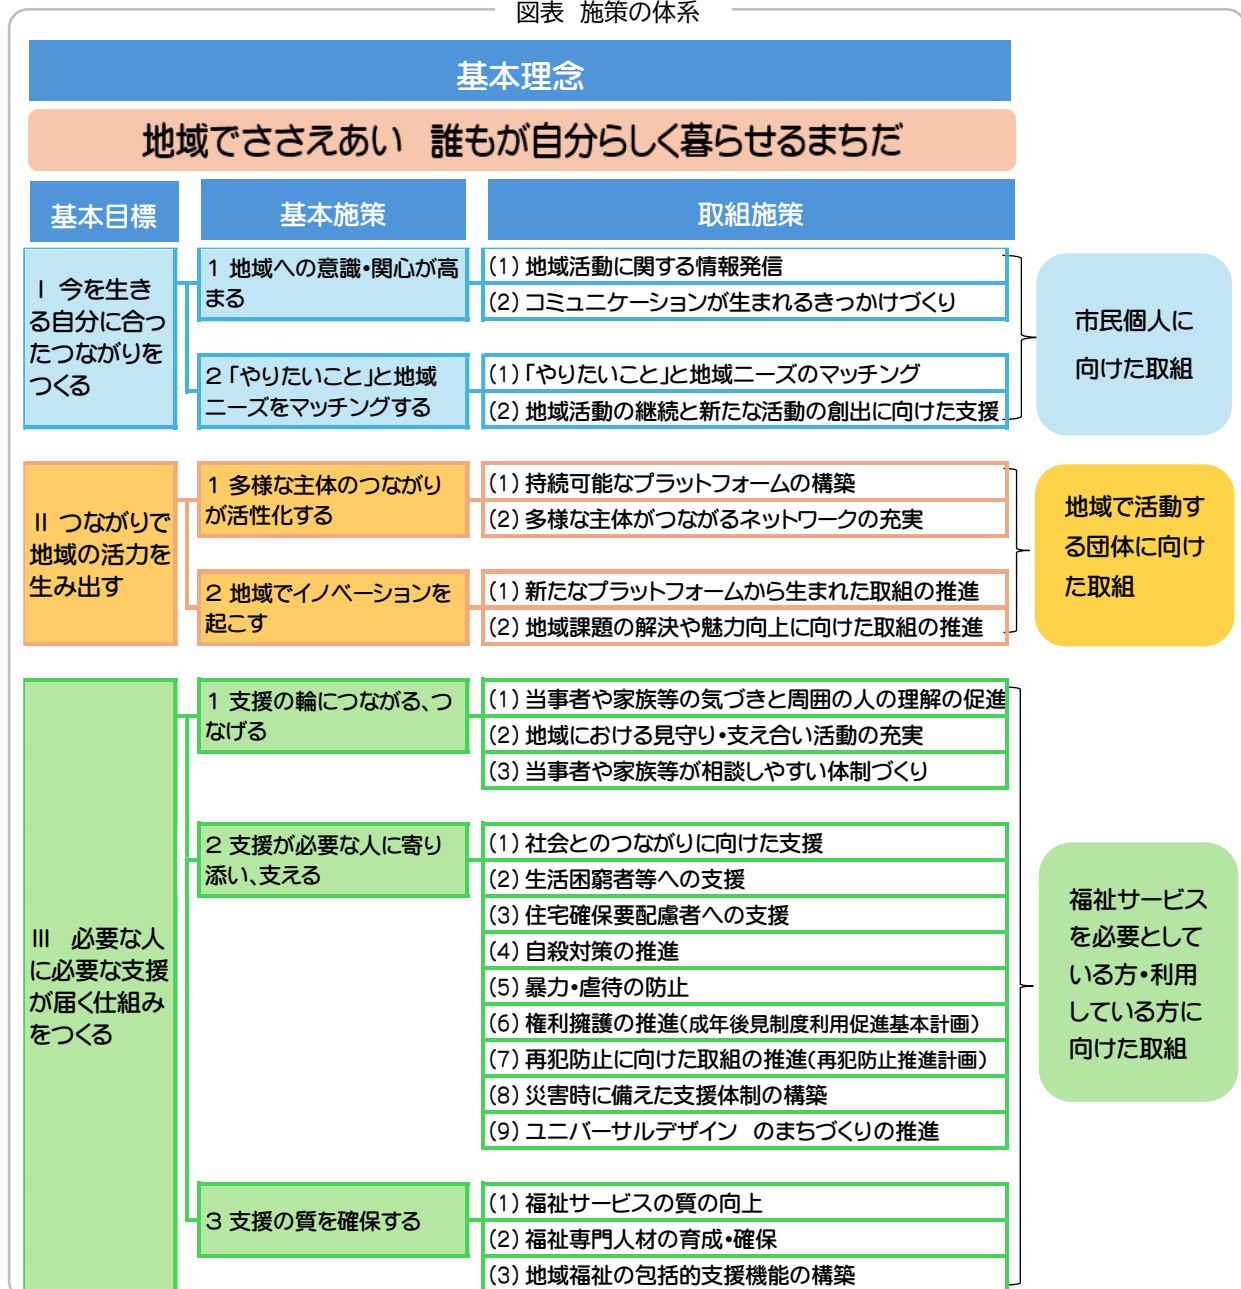 図表 施策の体系
基本理念
地域でささえあい 誰もが自分らしく暮らせるまちだ
基本目標
基本施策
取組施策
Ⅰ 今を生き
る自分に合っ
たつながりを
つくる
1 地域への意識・関心が高
まる
(1) 地域活動に関する情報発信
(2) コミュニケーションが生まれるきっかけづくり
2 「やりたいこと」と地域
ニーズをマッチングする
(1) 「やりたいこと」と地域ニーズのマッチング
(2) 地域活動の継続と新たな活動の創出に向けた支援
市民個人に
向けた取組
Ⅱ つながりで
地域の活力を
生み出す
1 多様な主体のつながり
が活性化する
(1) 持続可能なプラットフォームの構築
(2) 多様な主体がつながるネットワークの充実
2 地域でイノベーションを
起こす
(1) 新たなプラットフォームから生まれた取組の推進
(2) 地域課題の解決や魅力向上に向けた取組の推進
地域で活動す
る団体に向け
た取組
Ⅲ 必要な人
に必要な支援
が届く仕組み
をつくる
1 支援の輪につながる、つ
なげる
(1) 当事者や家族等の気づきと周囲の人の理解の促進
(2) 地域における見守り・支え合い活動の充実
(3) 当事者や家族等が相談しやすい体制づくり
2 支援が必要な人に寄り
添い、支える
(1) 社会とのつながりに向けた支援
(2) 生活困窮者等への支援
(3) 住宅確保要配慮者への支援
(4) 自殺対策の推進
(5) 暴力・虐待の防止
(6) 権利擁護の推進(成年後見制度利用促進基本計画)
(7) 再犯防止に向けた取組の推進(再犯防止推進計画)
(8) 災害時に備えた支援体制の構築
(9) ユニバーサルデザイン のまちづくりの推進
3 支援の質を確保する
(1) 福祉サービスの質の向上
(2) 福祉専門人材の育成・確保
(3) 地域福祉の包括的支援機能の構築
福祉サービス
を必要として
いる方・利用
している方に
向けた取組